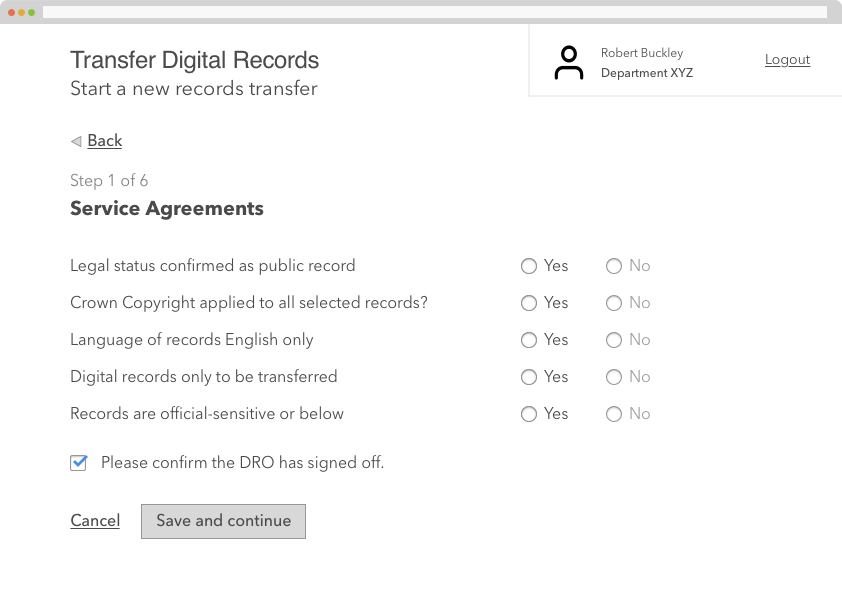 Transfer Digital Records
Start a new records transfer
Robert Buckley
Department XYZ
Logout
Back
Step 1 of 6
Service Agreements
Legal status confirmed as public record Yes No
Crown Copyright applied to all selected records? Yes No
Language of records English only Yes No
Digital records only to be transferred Yes No
Records are official-sensitive or below Yes No
Please confirm the DRO has signed off.
Cancel Save and continue